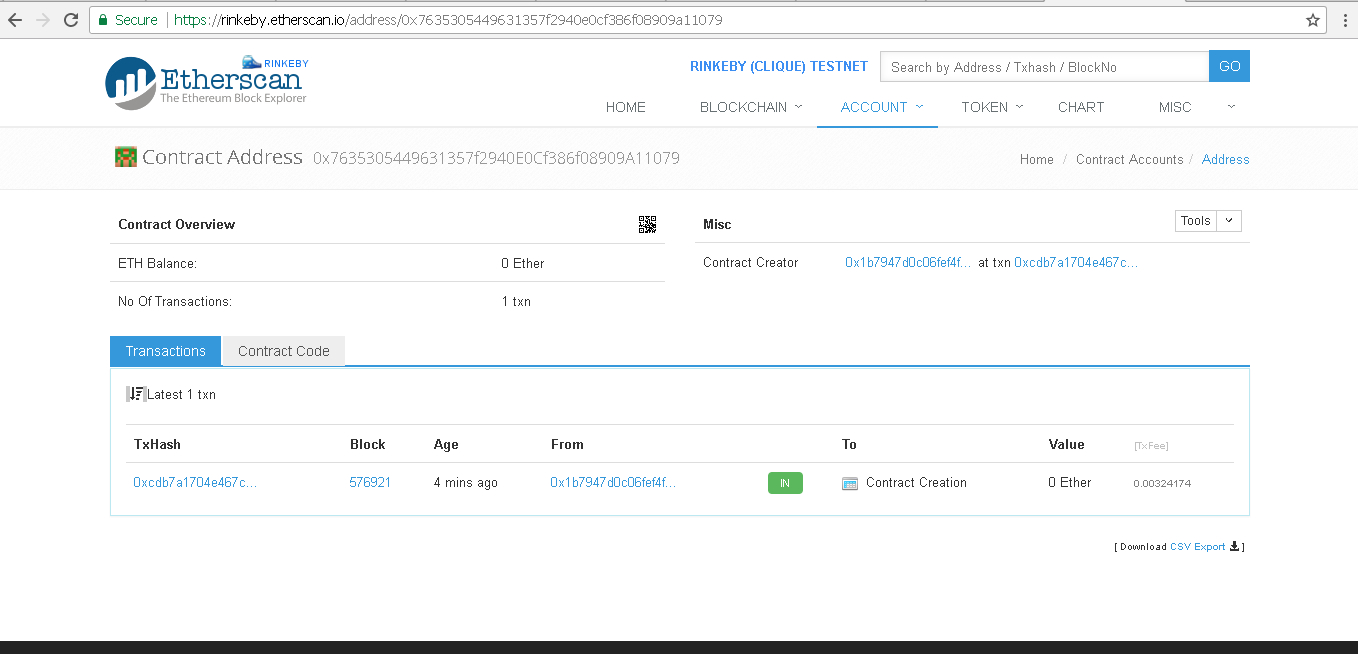 Secure https://rinkeby.etherscan.io/address/0x7635305449631357f2940e0cf386f08909a11079
RINKEBY
Etherscan
The Ethereum Block Explorer
RINKEBY (CLIQUE) TESTNET Search by Address / Txhash / BlockNo GO
HOME BLOCKCHAIN ACCOUNT TOKEN CHART MISC
Contract Address 0x7635305449631357f2940E0Cf386f08909A11079 Home / Contract Accounts / Address
Contract Overview
ETH Balance: 0 Ether
No Of Transactions: 1 txn
Misc Tools
Contract Creator 0x1b7947d0c06fef4f... at txn 0xcdb7a1704e467c...
Transactions Contract Code
Latest 1 txn
TxHash Block Age From To Value [TxFee]
0xcdb7a1704e467c... 576921 4 mins ago 0x1b7947d0c06fef4f... IN Contract Creation 0 Ether 0.00324174
[ Download CSV Export ]